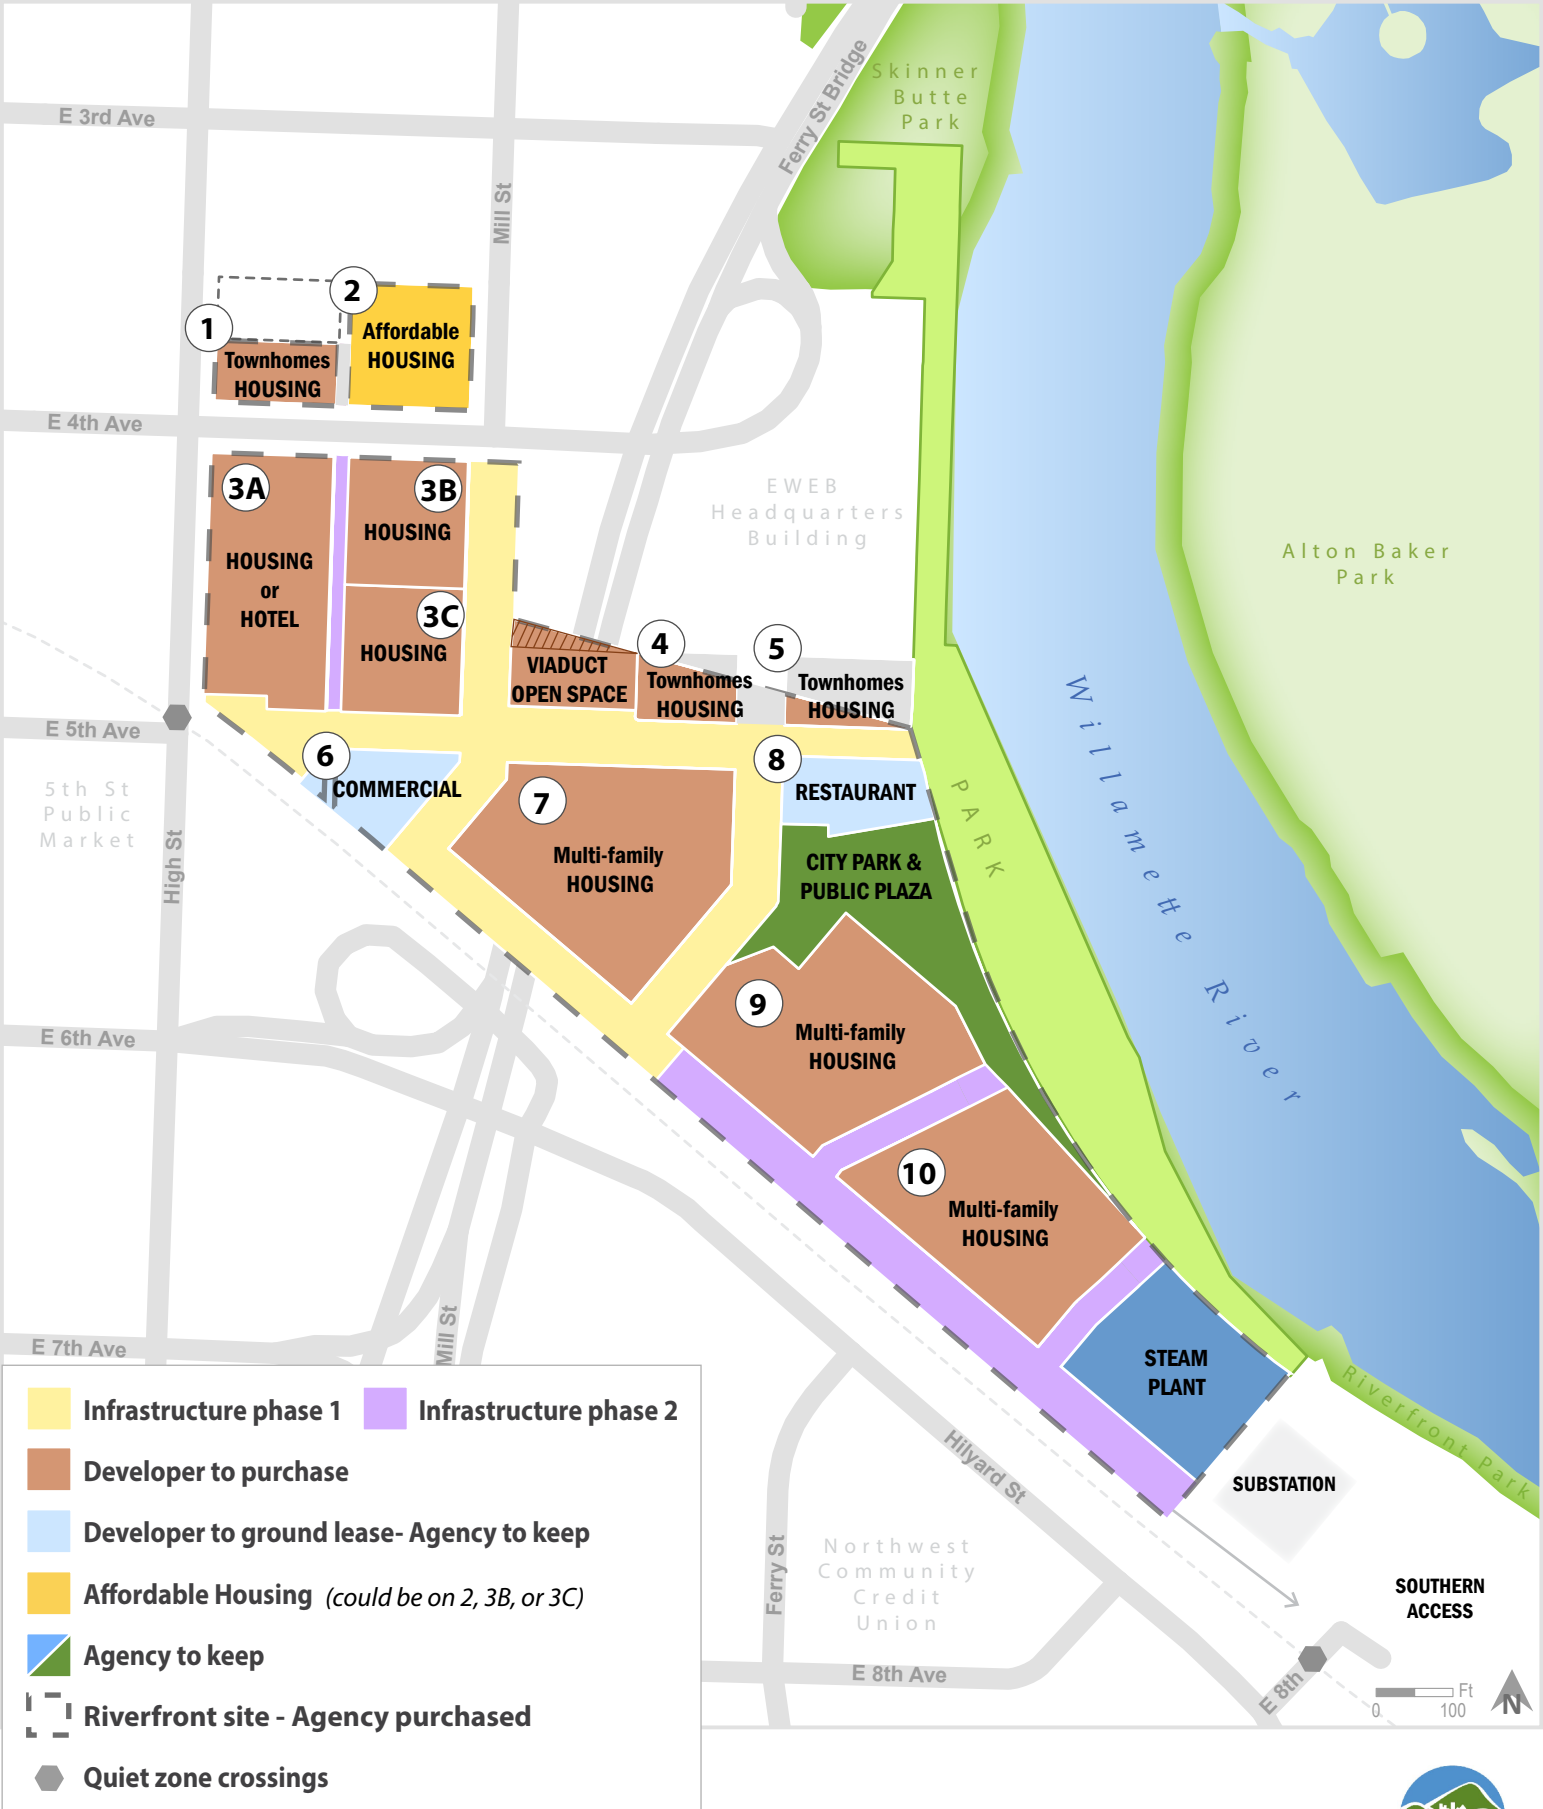 Skinner
Butte
Park
Ferry St Bridge
E 3rd Ave
Mill St
2
1
Affordable
HOUSING
Townhomes
HOUSING
E 4th Ave
3A
3B
HOUSING
HOUSING
or
HOTEL
3C
HOUSING
EWEB
Headquarters
Building
Alton Baker
Park
4
5
VIADUCT
OPEN SPACE
Townhomes
HOUSING
Townhomes
HOUSING
E 5th Ave
5th St
Public
Market
High St
6
COMMERCIAL
7
Multi-family
HOUSING
8
RESTAURANT
PARK
Willamette River
CITY PARK &
PUBLIC PLAZA
9
Multi-family
HOUSING
E 6th Ave
10
Multi-family
HOUSING
E 7th Ave
Mill St
STEAM
PLANT
Riverfront Park
SUBSTATION
Hilyard St
Ferry St
Northwest
Community
Credit
Union
SOUTHERN
ACCESS
E 8th Ave
E 8th
Ft
0 100
N
Infrastructure phase 1
Infrastructure phase 2
Developer to purchase
Developer to ground lease- Agency to keep
Affordable Housing (could be on 2, 3B, or 3C)
Agency to keep
Riverfront site - Agency purchased
Quiet zone crossings